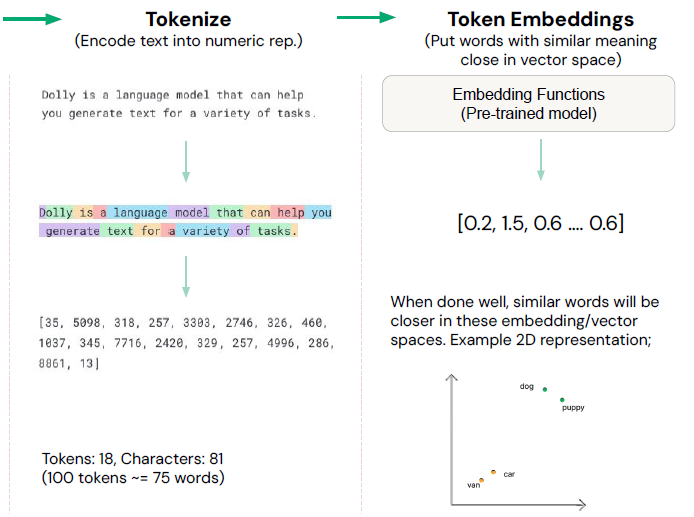 Tokenize
(Encode text into numeric rep.)
Dolly is a language model that can help
you generate text for a variety of tasks.
Dolly is a language model that can help you
generate text for a variety of tasks.
[35, 5098, 318, 257, 3303, 2746, 326, 460,
1037, 345, 7716, 2420, 329, 257, 4996, 286,
8861, 13]
Tokens: 18, Characters: 81
(100 tokens ~= 75 words)
Token Embeddings
(Put words with similar meaning
close in vector space)
Embedding Functions
(Pre-trained model)
[0.2, 1.5, 0.6 .... 0.6]
When done well, similar words will be
closer in these embedding/vector
spaces. Example 2D representation;
dog
puppy
car
van